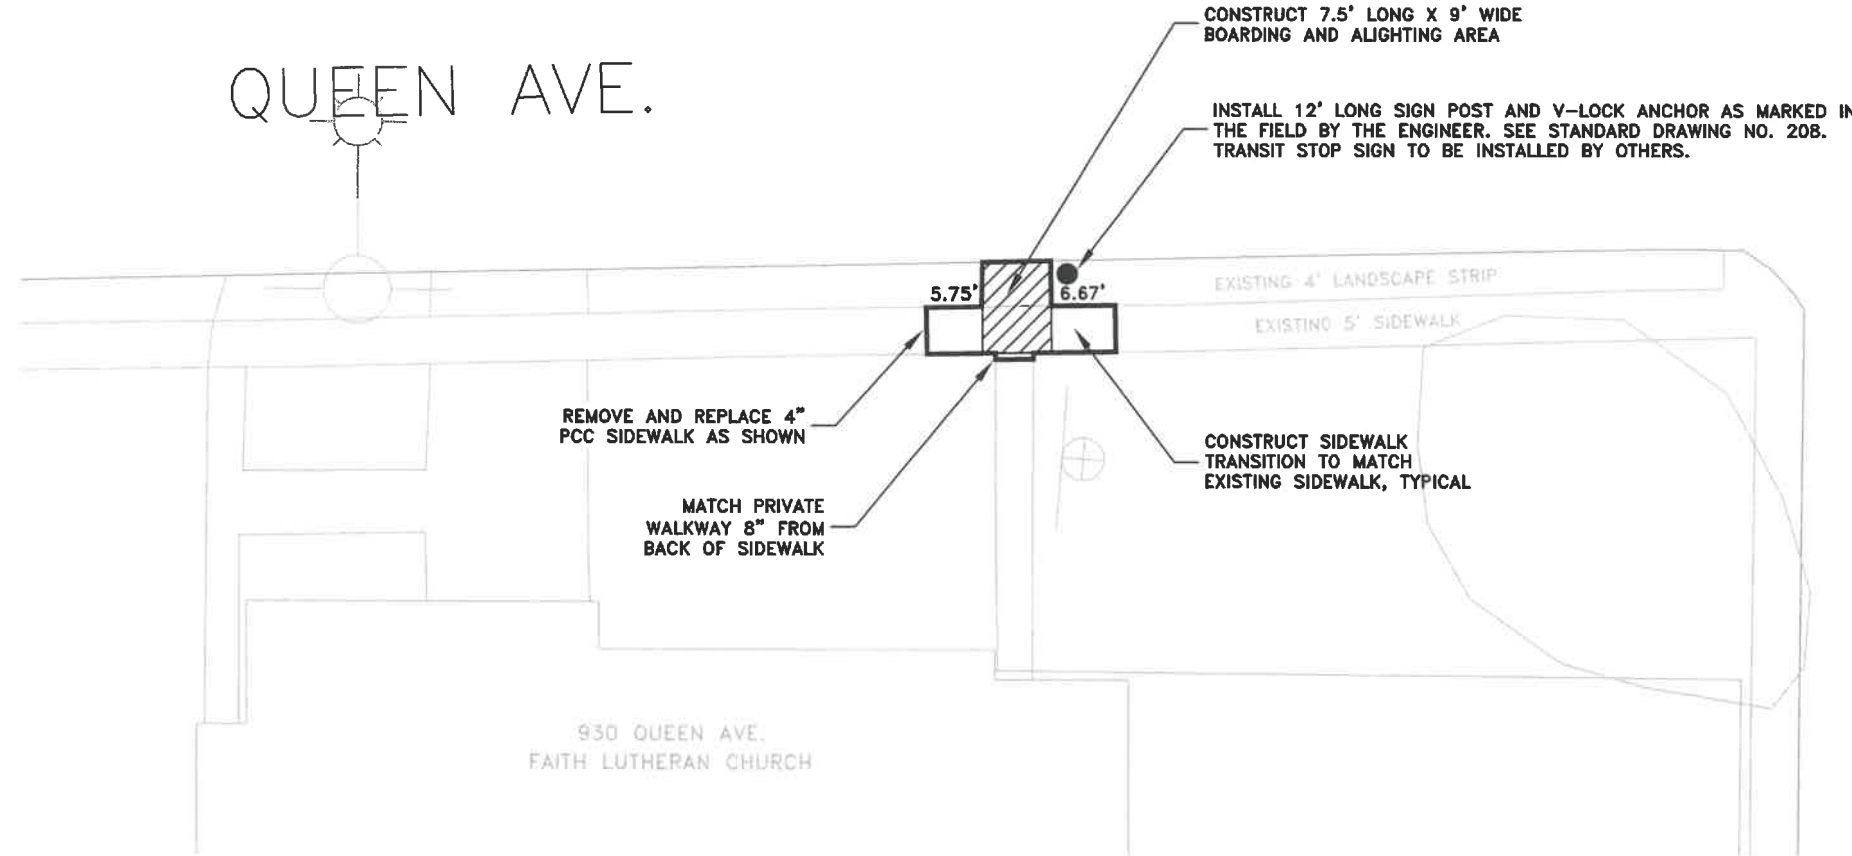 CONSTRUCT 7.5' LONG X 9' WIDE
BOARDING AND ALIGHTING AREA
QUEEN AVE.
INSTALL 12' LONG SIGN POST AND V-LOCK ANCHOR AS MARKED IN
THE FIELD BY THE ENGINEER. SEE STANDARD DRAWING NO. 208.
TRANSIT STOP SIGN TO BE INSTALLED BY OTHERS.
EXISTING 4' LANDSCAPE STRIP
5.75'
6.67'
EXISTING 5' SIDEWALK
REMOVE AND REPLACE 4"
PCC SIDEWALK AS SHOWN
CONSTRUCT SIDEWALK
TRANSITION TO MATCH
EXISTING SIDEWALK, TYPICAL
MATCH PRIVATE
WALKWAY 8" FROM
BACK OF SIDEWALK
930 QUEEN AVE.
FAITH LUTHERAN CHURCH